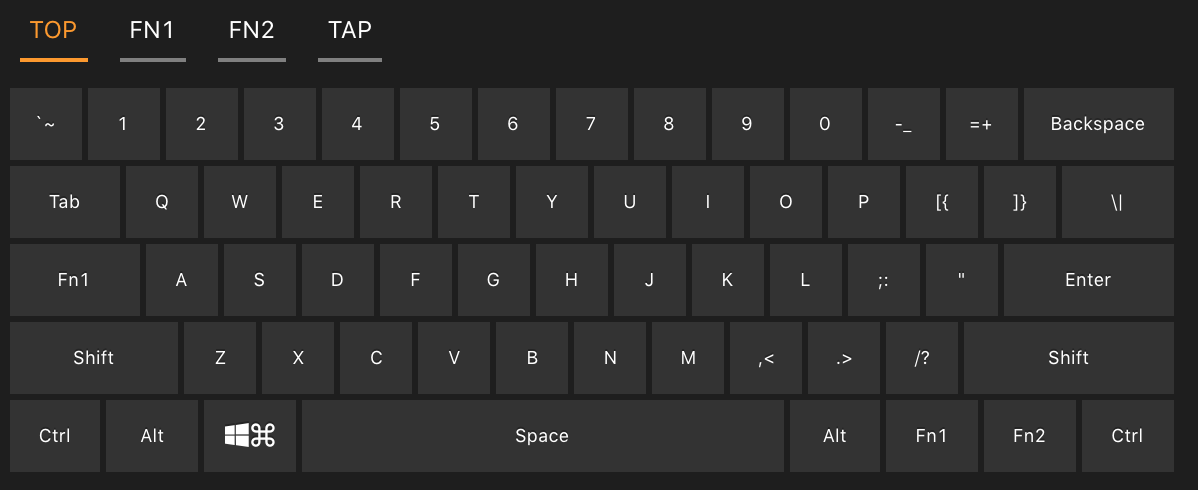 TOP FN1 FN2 TAP
`~ 1 2 3 4 5 6 7 8 9 0 -_ =+ Backspace
Tab Q W E R T Y U I O P [{ ]} \|
Fn1 A S D F G H J K L ;: " Enter
Shift Z X C V B N M ,< .> /? Shift
Ctrl Alt ⌘ Space Alt Fn1 Fn2 Ctrl